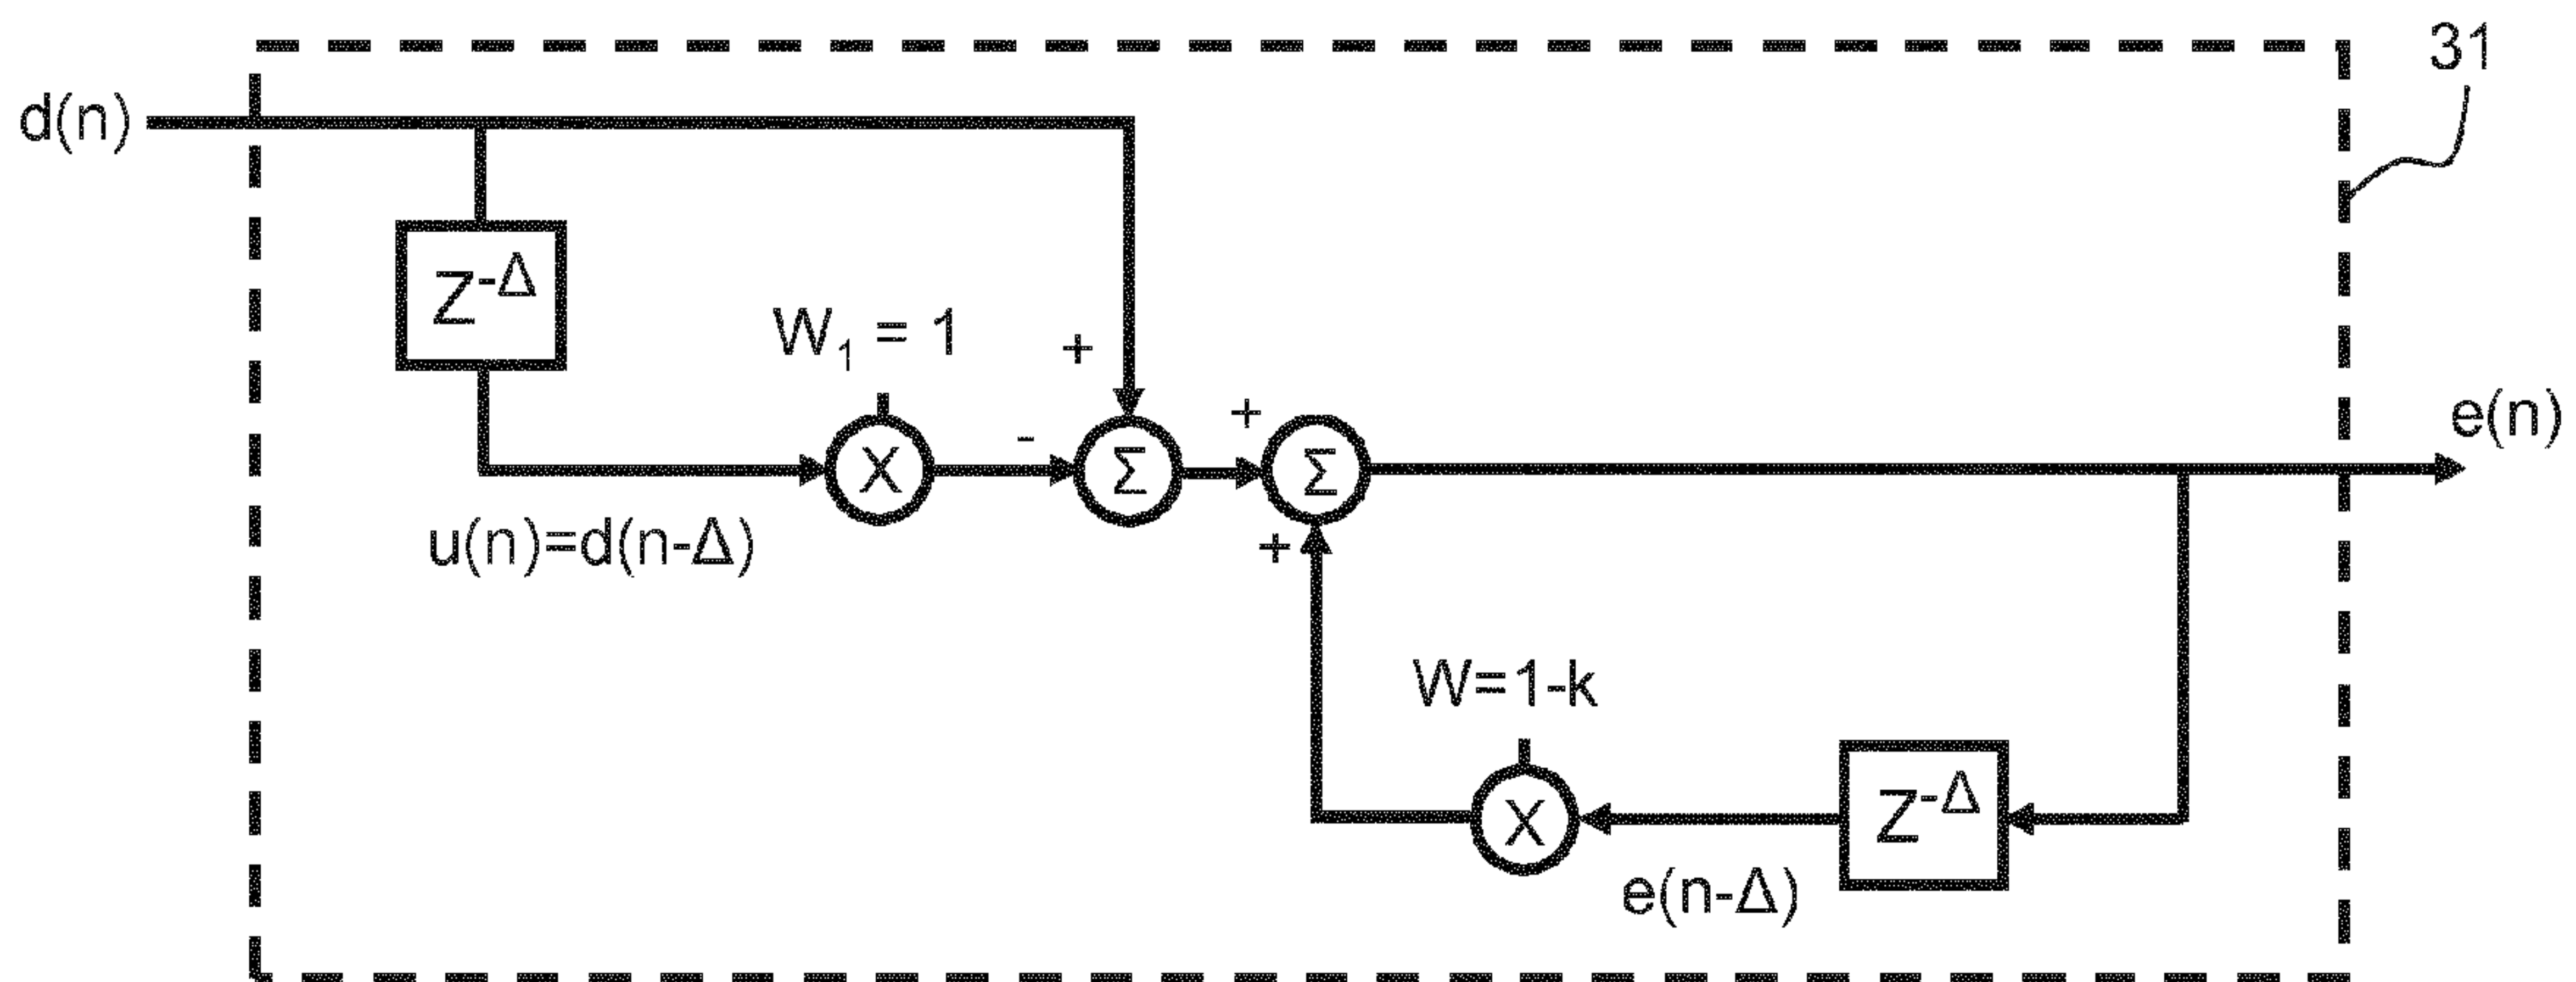 31
d(n)
Z-Δ
W1 = 1
+
-
+
e(n)
X
Σ
Σ
u(n)=d(n-Δ)
+
W=1-k
X
Z-Δ
e(n-Δ)